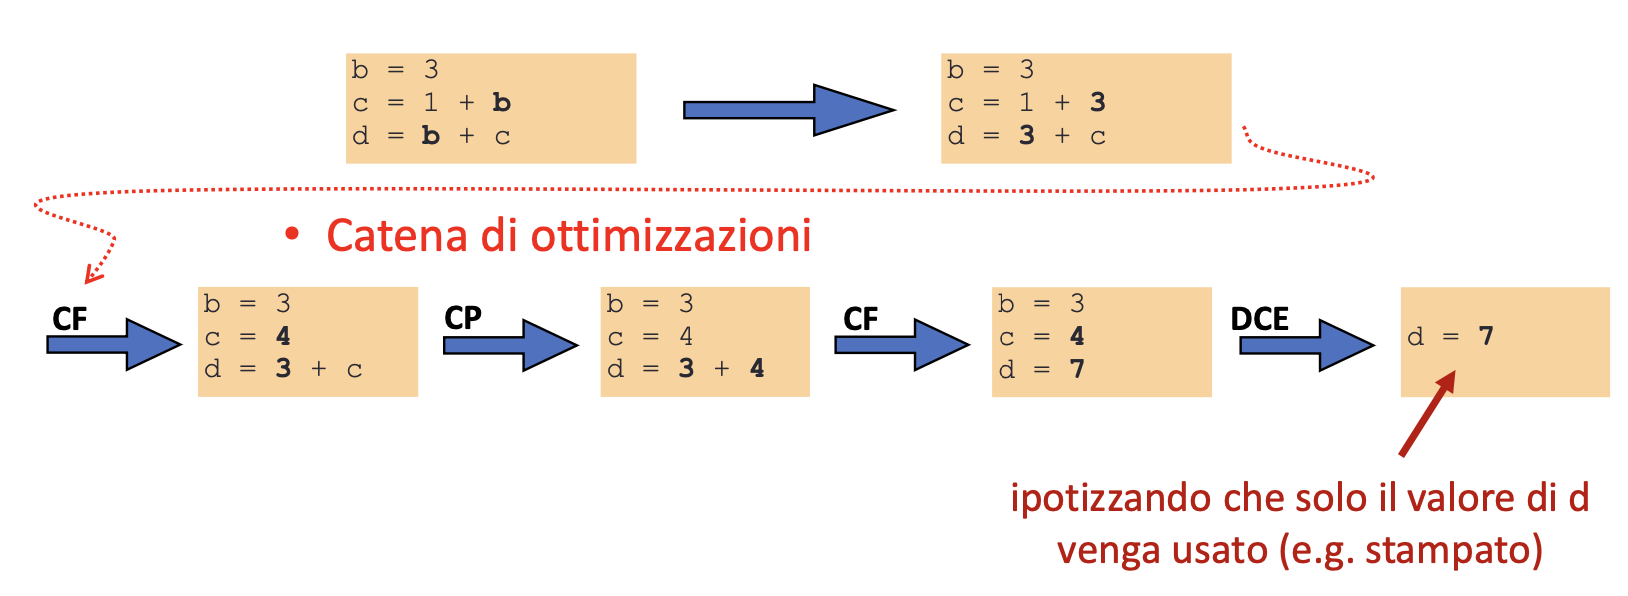 b = 3
c = 1 + b
d = b + c
b = 3
c = 1 + 3
d = 3 + c
• Catena di ottimizzazioni
CF
b = 3
c = 4
d = 3 + c
CP
b = 3
c = 4
d = 3 + 4
CF
b = 3
c = 4
d = 7
DCE
d = 7
ipotizzando che solo il valore di d
venga usato (e.g. stampato)